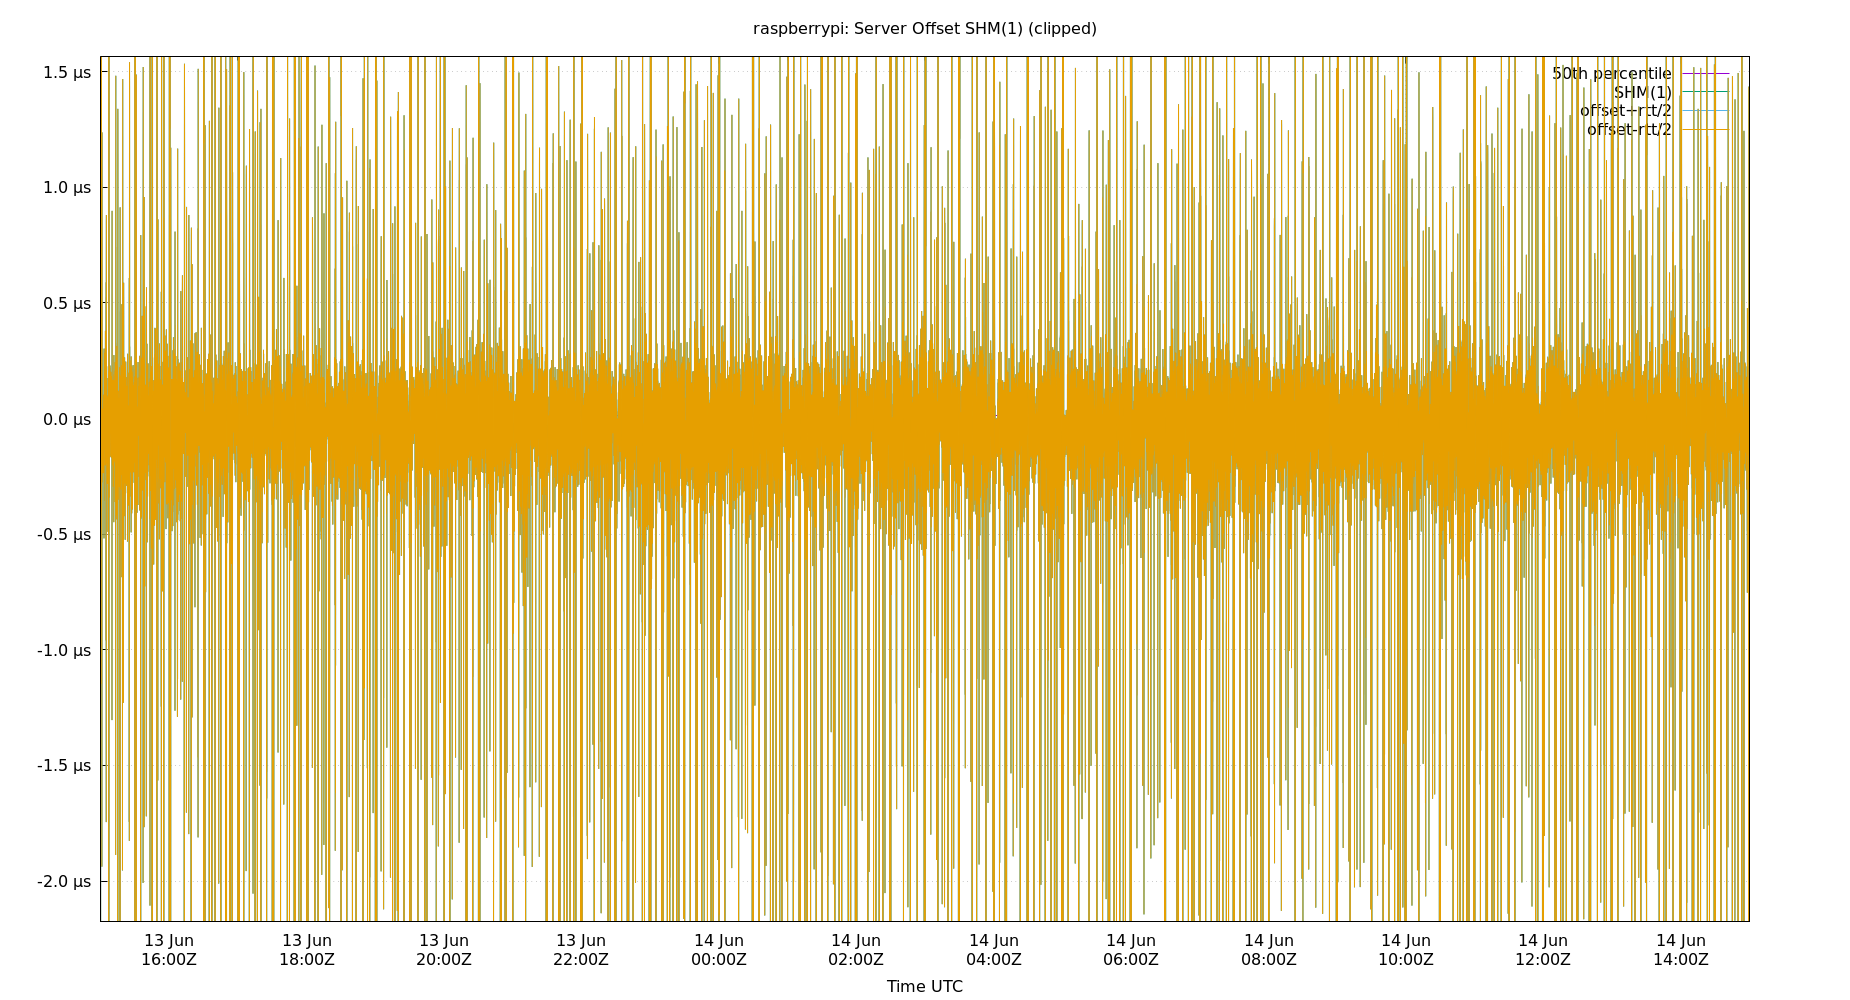 raspberrypi: Server Offset SHM(1) (clipped)
1.5 µs
1.0 µs
0.5 µs
0.0 µs
-0.5 µs
-1.0 µs
-1.5 µs
-2.0 µs
50th percentile
SHM(1)
offset+rtt/2
offset-rtt/2
13 Jun 13 Jun 13 Jun 13 Jun 14 Jun 14 Jun 14 Jun 14 Jun 14 Jun 14 Jun 14 Jun 14 Jun
16:00Z 18:00Z 20:00Z 22:00Z 00:00Z 02:00Z 04:00Z 06:00Z 08:00Z 10:00Z 12:00Z 14:00Z
Time UTC